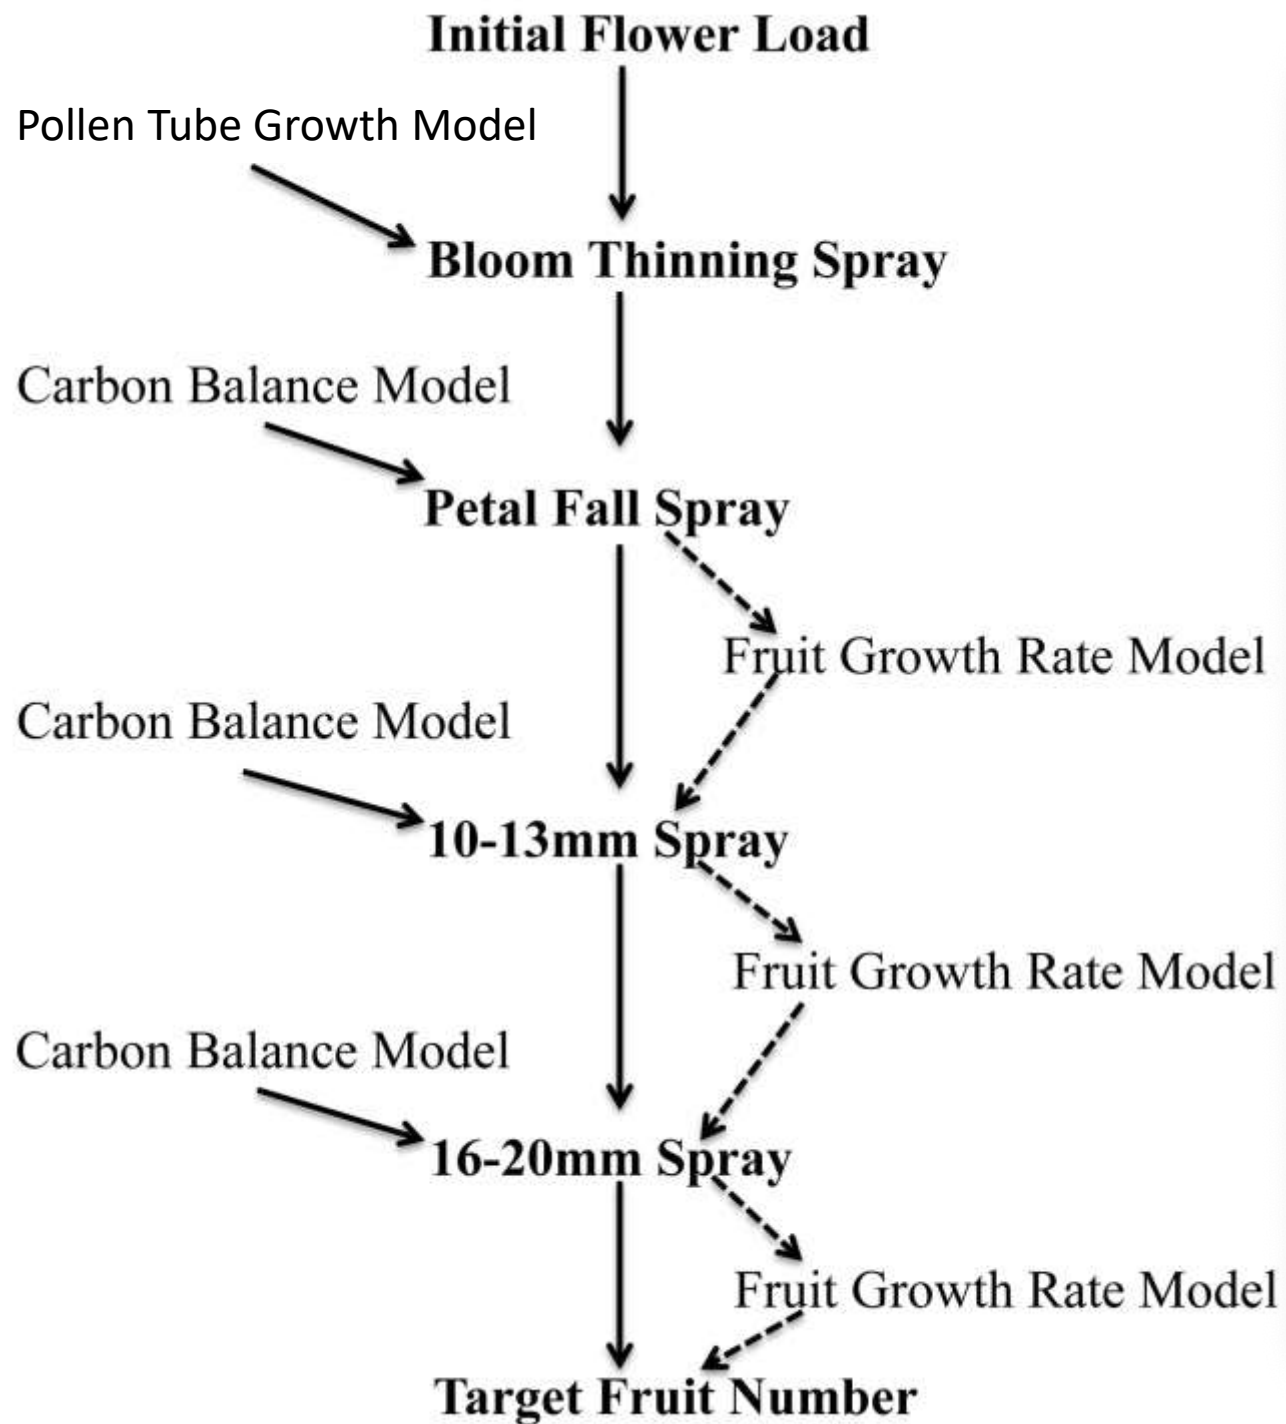 Initial Flower Load
Pollen Tube Growth Model
Bloom Thinning Spray
Carbon Balance Model
Petal Fall Spray
Fruit Growth Rate Model
Carbon Balance Model
10-13mm Spray
Fruit Growth Rate Model
Carbon Balance Model
16-20mm Spray
Fruit Growth Rate Model
Target Fruit Number